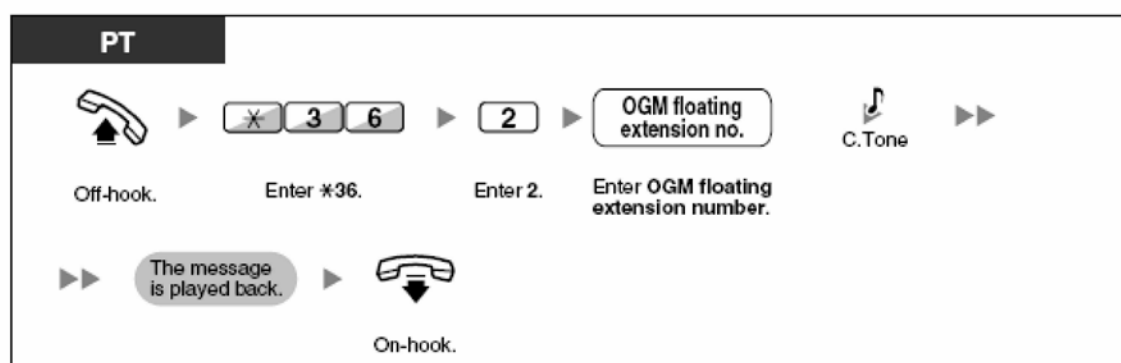 PT
* 3 6
2
OGM floating
extension no.
C.Tone
Off-hook.
Enter *36.
Enter 2.
Enter OGM floating
extension number.
The message
is played back.
On-hook.